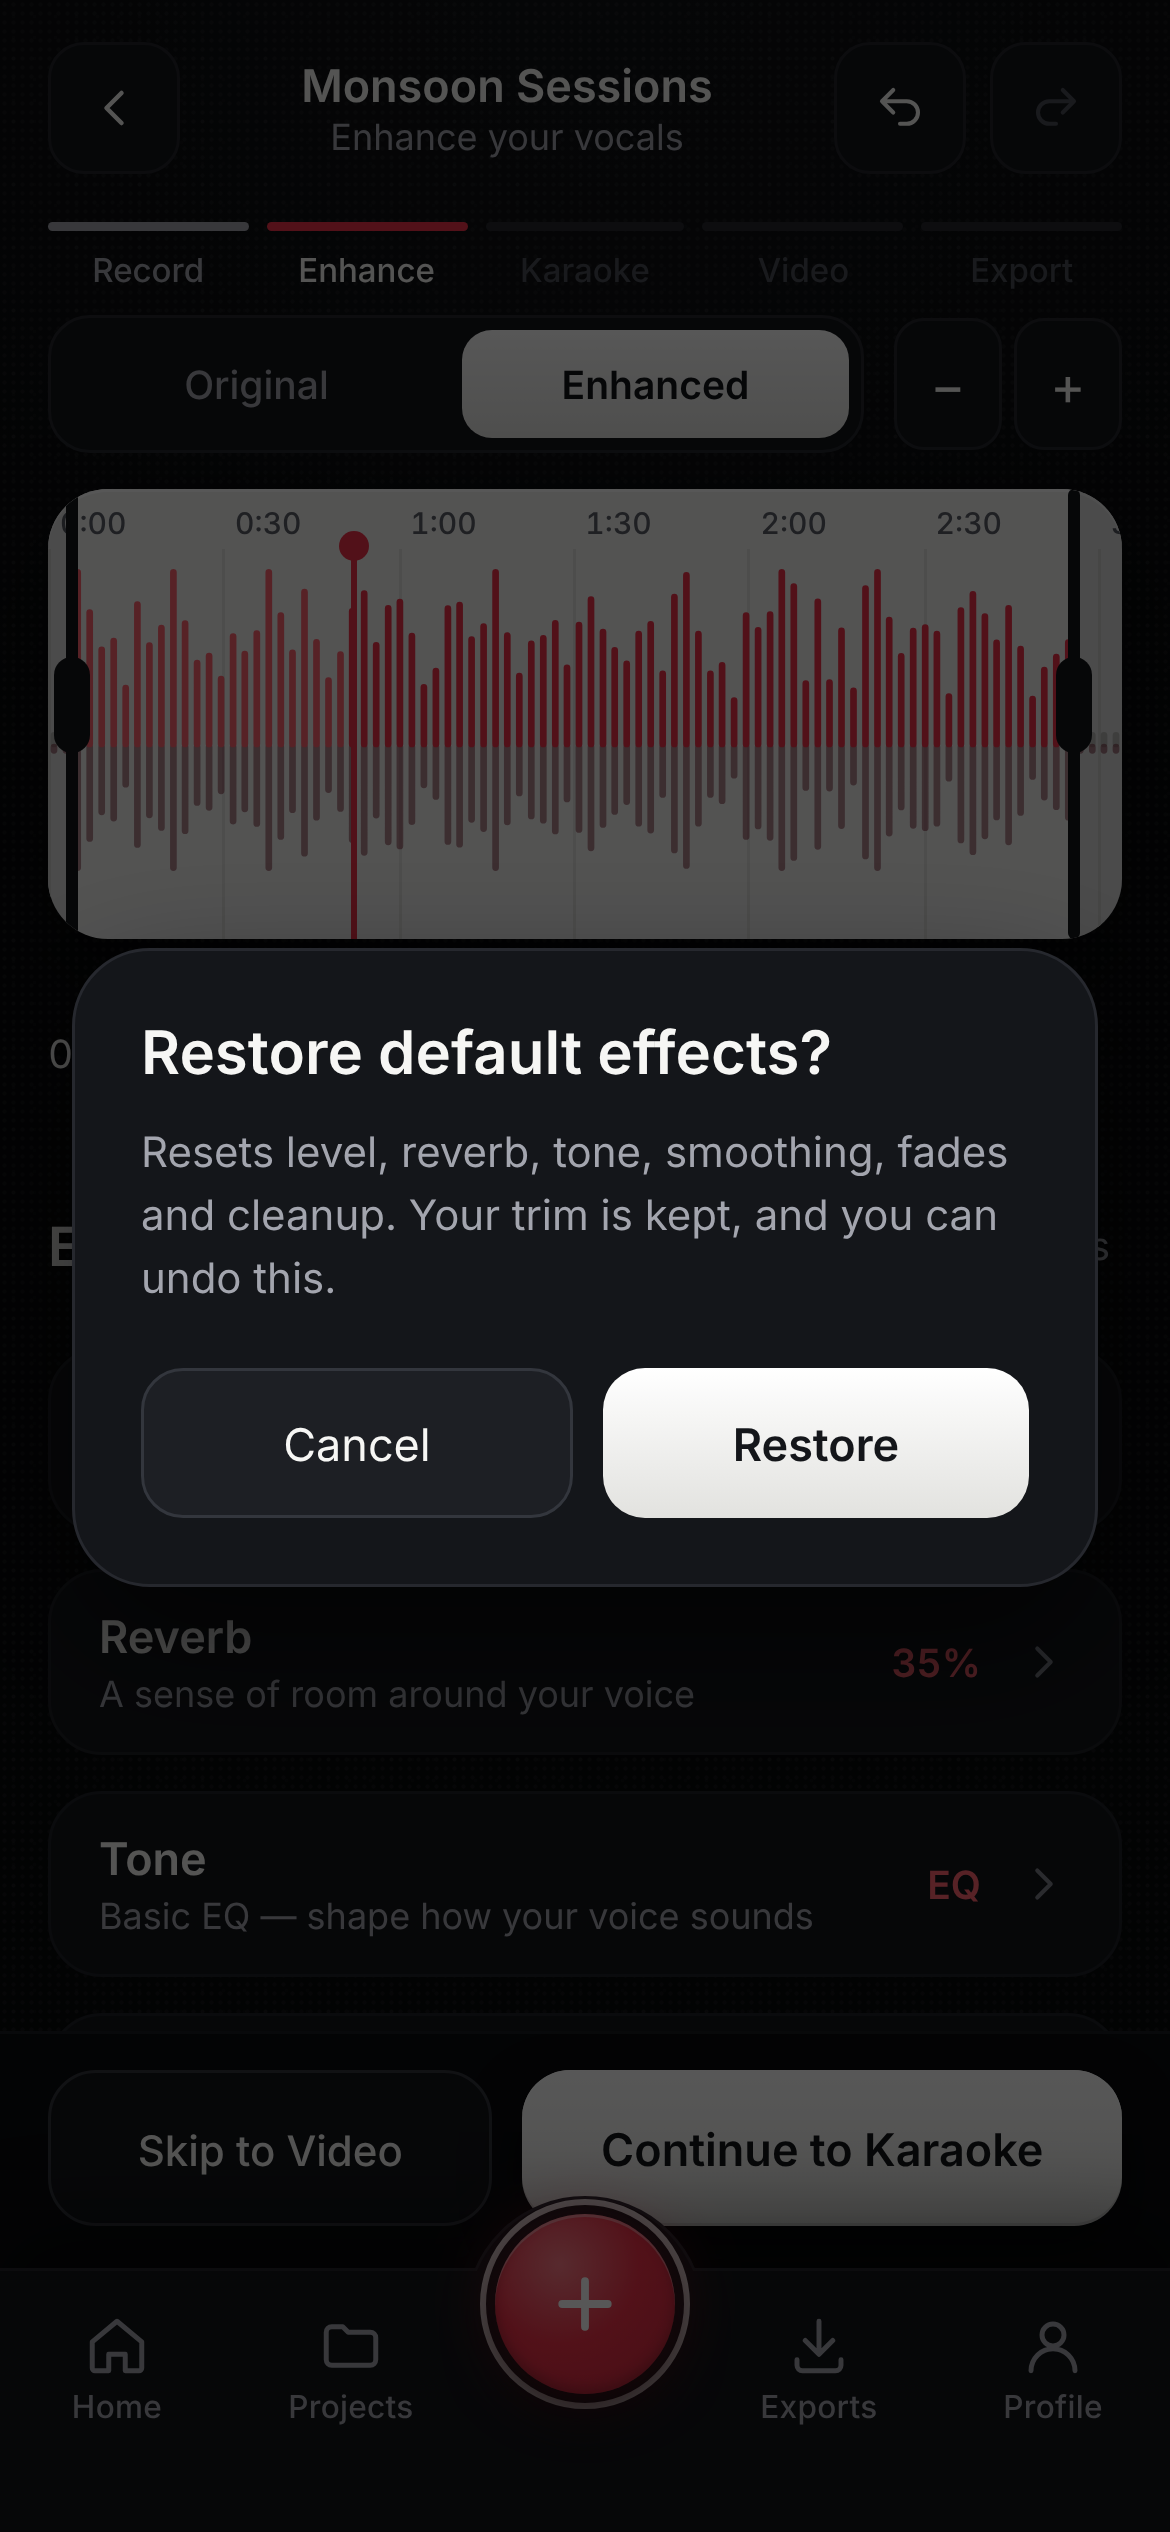 Monsoon Sessions
Enhance your vocals
Record
Enhance
Karaoke
Video
Export
Original
Enhanced
−
+
0:30
1:00
1:30
2:00
2:30
Restore default effects?
Resets level, reverb, tone, smoothing, fades
and cleanup. Your trim is kept, and you can
undo this.
Cancel
Restore
Reverb
A sense of room around your voice
35%
Tone
Basic EQ — shape how your voice sounds
EQ
Skip to Video
Continue to Karaoke
Home
Projects
Exports
Profile